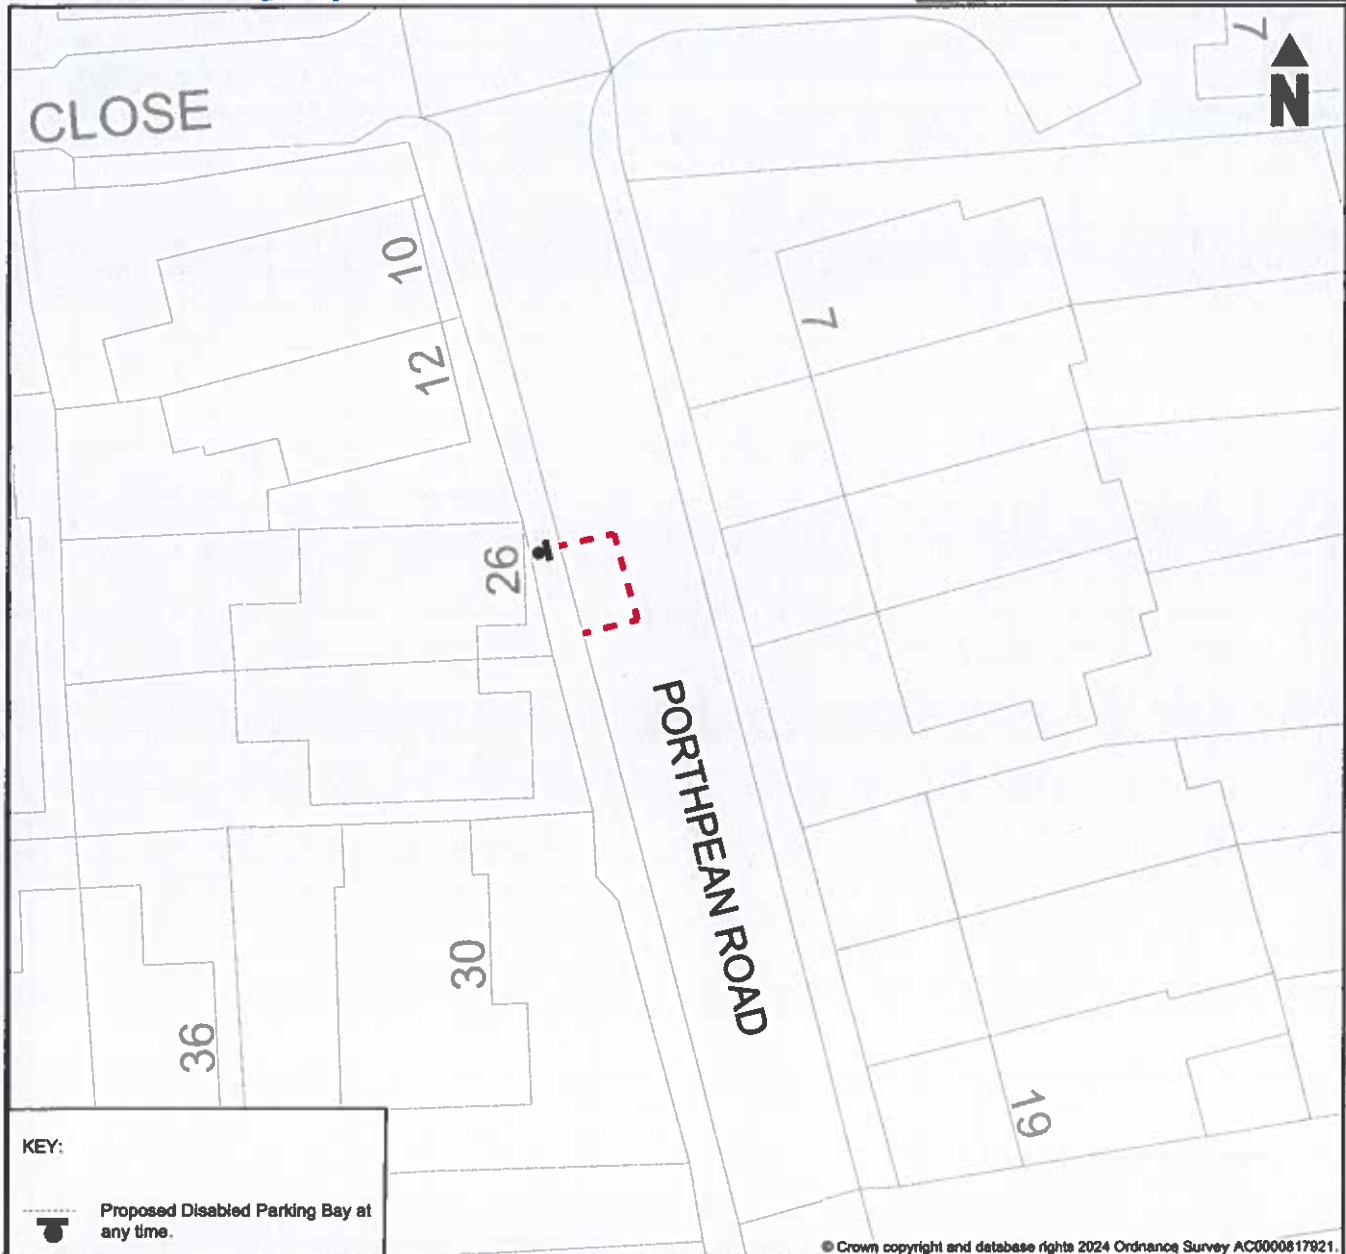 7
N
CLOSE
10
7
12
26
PORTHPEAN ROAD
30
36
19
KEY:
Proposed Disabled Parking Bay at
any time.
© Crown copyright and database rights 2024 Ordnance Survey AC0000817921.